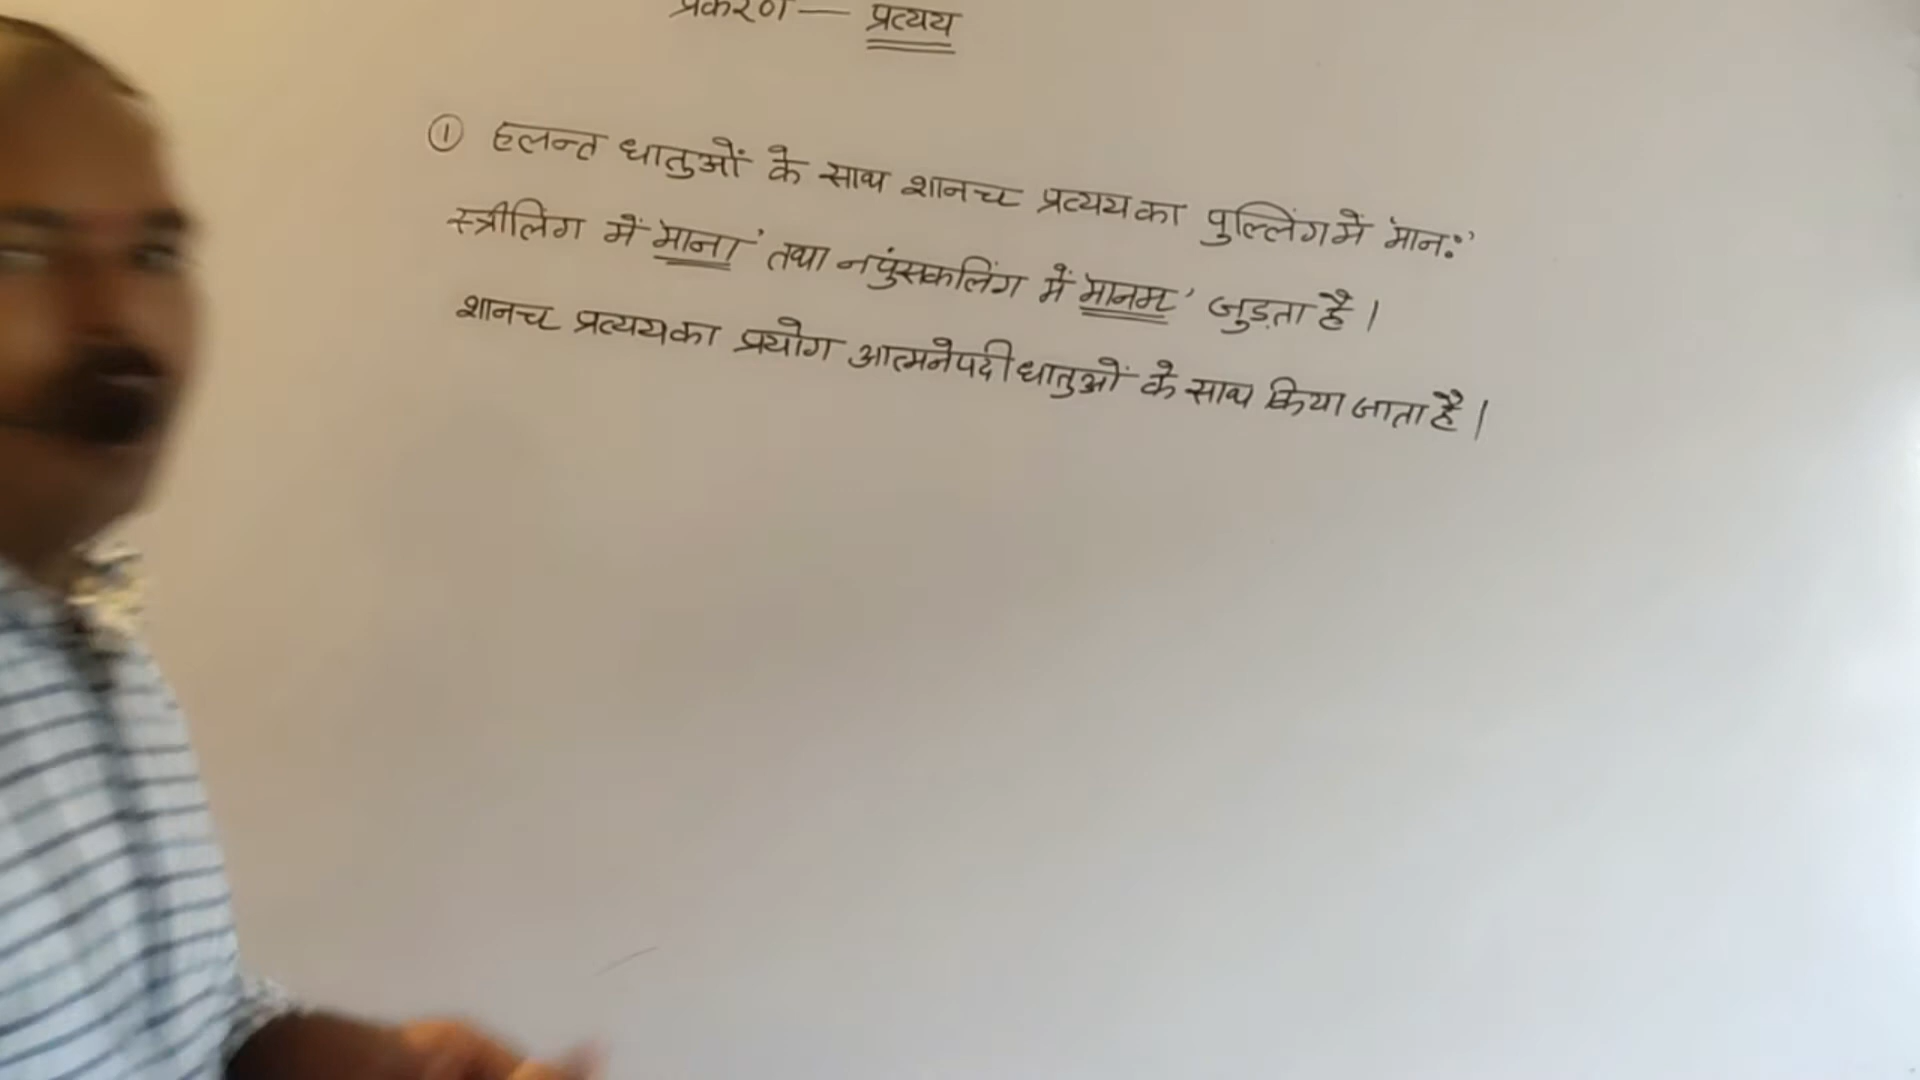 प्रकरण — प्रत्यय
① हलन्त धातुओं के साथ शानच प्रत्यय का पुल्लिंग में 'मानः'
स्त्रीलिंग में 'माना' तथा नपुंसकलिंग में 'मानम' जुड़ता है।
शानच प्रत्यय का प्रयोग आत्मनेपदी धातुओं के साथ किया जाता है।